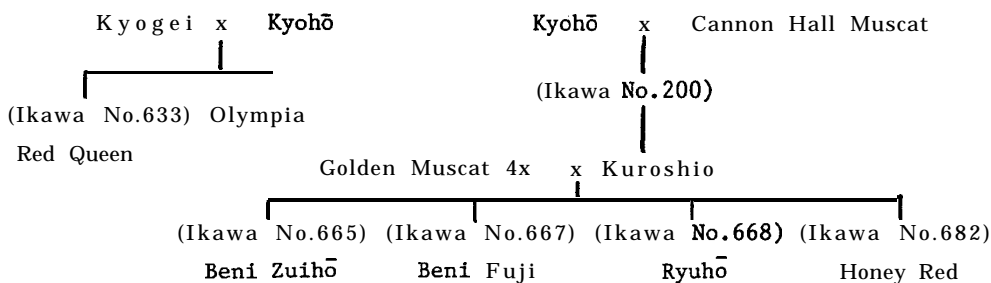 Kyogei x Kyohō Kyohō x Cannon Hall Muscat
(Ikawa No.200)
(Ikawa No.633) Olympia
Red Queen
Golden Muscat 4x x Kuroshio
(Ikawa No.665) (Ikawa No.667) (Ikawa No.668) (Ikawa No.682)
Beni Zuihō Beni Fuji Ryuhō Honey Red